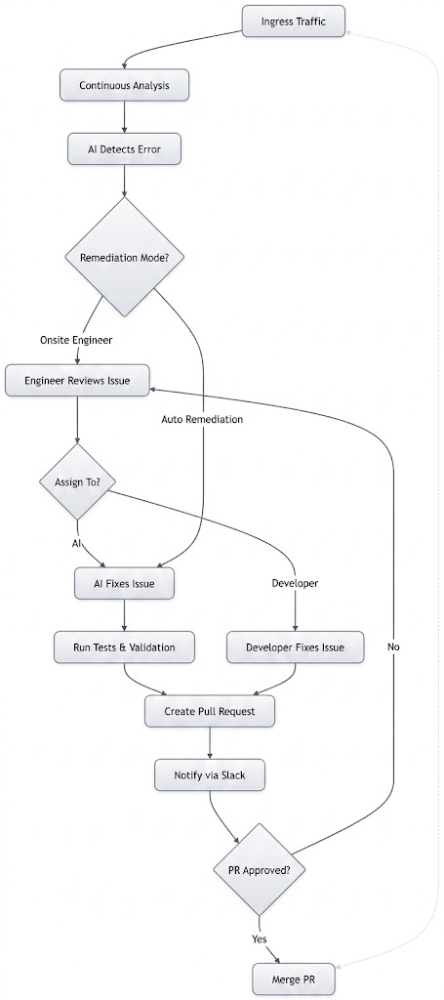 Ingress Traffic
Continuous Analysis
AI Detects Error
Remediation Mode?
Onsite Engineer
Engineer Reviews Issue
Auto Remediation
Assign To?
AI
AI Fixes Issue
Developer
Run Tests & Validation
Developer Fixes Issue
No
Create Pull Request
Notify via Slack
PR Approved?
Yes
Merge PR